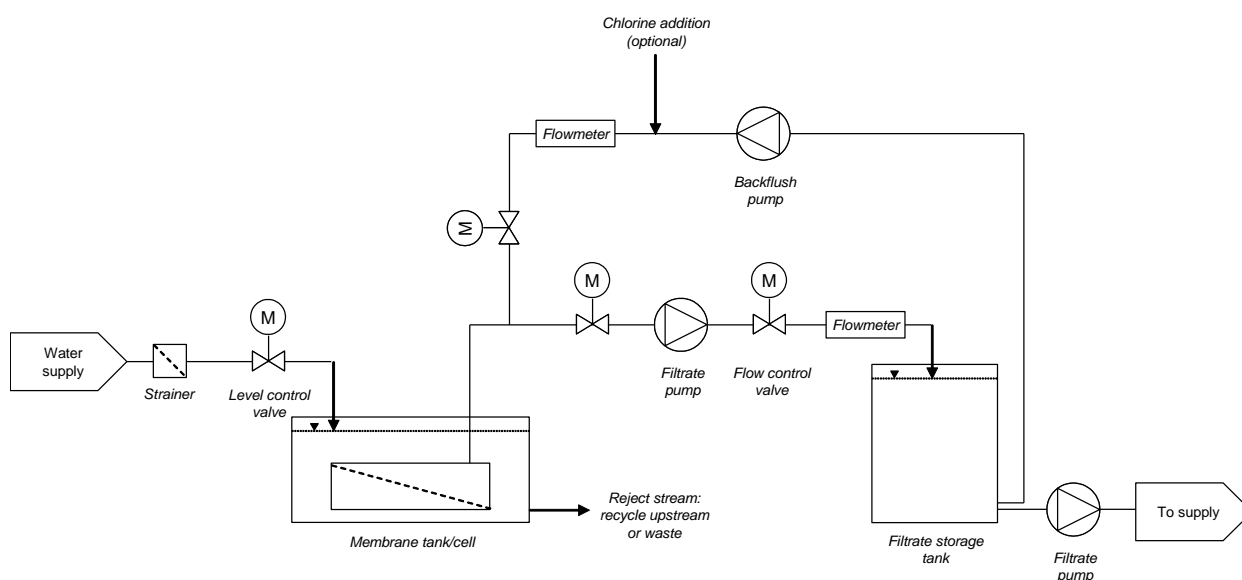 Chlorine addition
(optional)
Flowmeter
Backflush
pump
M
M
M
M
Flowmeter
Water
supply
Strainer
Level control
valve
Filtrate
pump
Flow control
valve
Membrane tank/cell
Reject stream:
recycle upstream
or waste
Filtrate storage
tank
Filtrate
pump
To supply